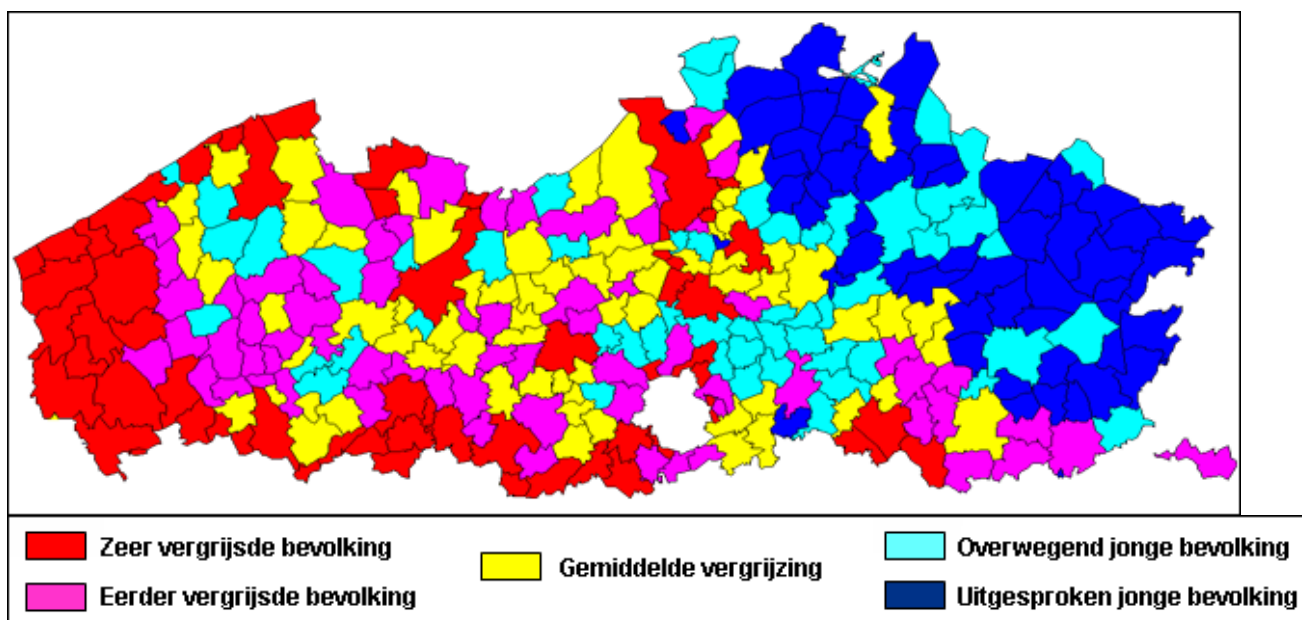 Zeer vergrijsde bevolking
Eerder vergrijsde bevolking
Gemiddelde vergrijzing
Overwegend jonge bevolking
Uitgesproken jonge bevolking